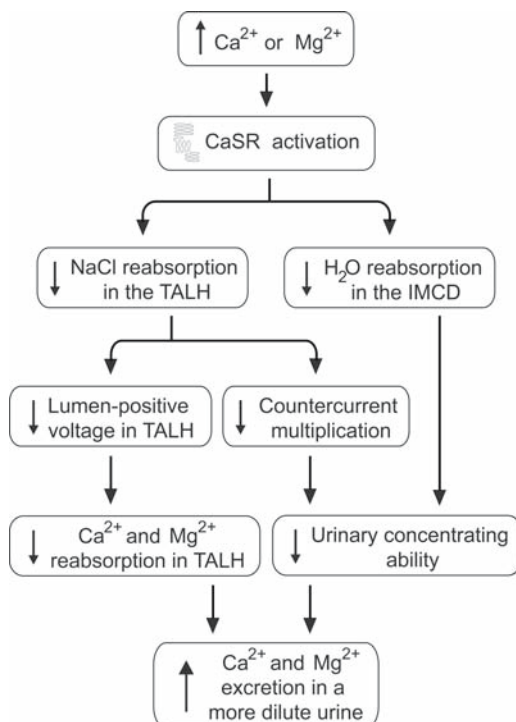 ↑ Ca²⁺ or Mg²⁺
CaSR activation
↓ NaCl reabsorption
in the TALH
↓ H₂O reabsorption
in the IMCD
↓ Lumen-positive
voltage in TALH
↓ Countercurrent
multiplication
↓ Ca²⁺ and Mg²⁺
reabsorption in TALH
↓ Urinary concentrating
ability
↑ Ca²⁺ and Mg²⁺
excretion in a
more dilute urine